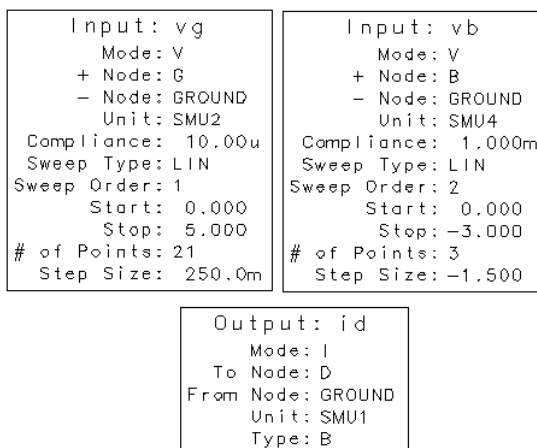 Input: vg
Mode: V
+ Node: G
- Node: GROUND
Unit: SMU2
Compliance: 10.00u
Sweep Type: LIN
Sweep Order: 1
Start: 0.000
Stop: 5.000
# of Points: 21
Step Size: 250.0m
Input: vb
Mode: V
+ Node: B
- Node: GROUND
Unit: SMU4
Compliance: 1.000m
Sweep Type: LIN
Sweep Order: 2
Start: 0.000
Stop: -3.000
# of Points: 3
Step Size: -1.500
Output: id
Mode: I
To Node: D
From Node: GROUND
Unit: SMU1
Type: B